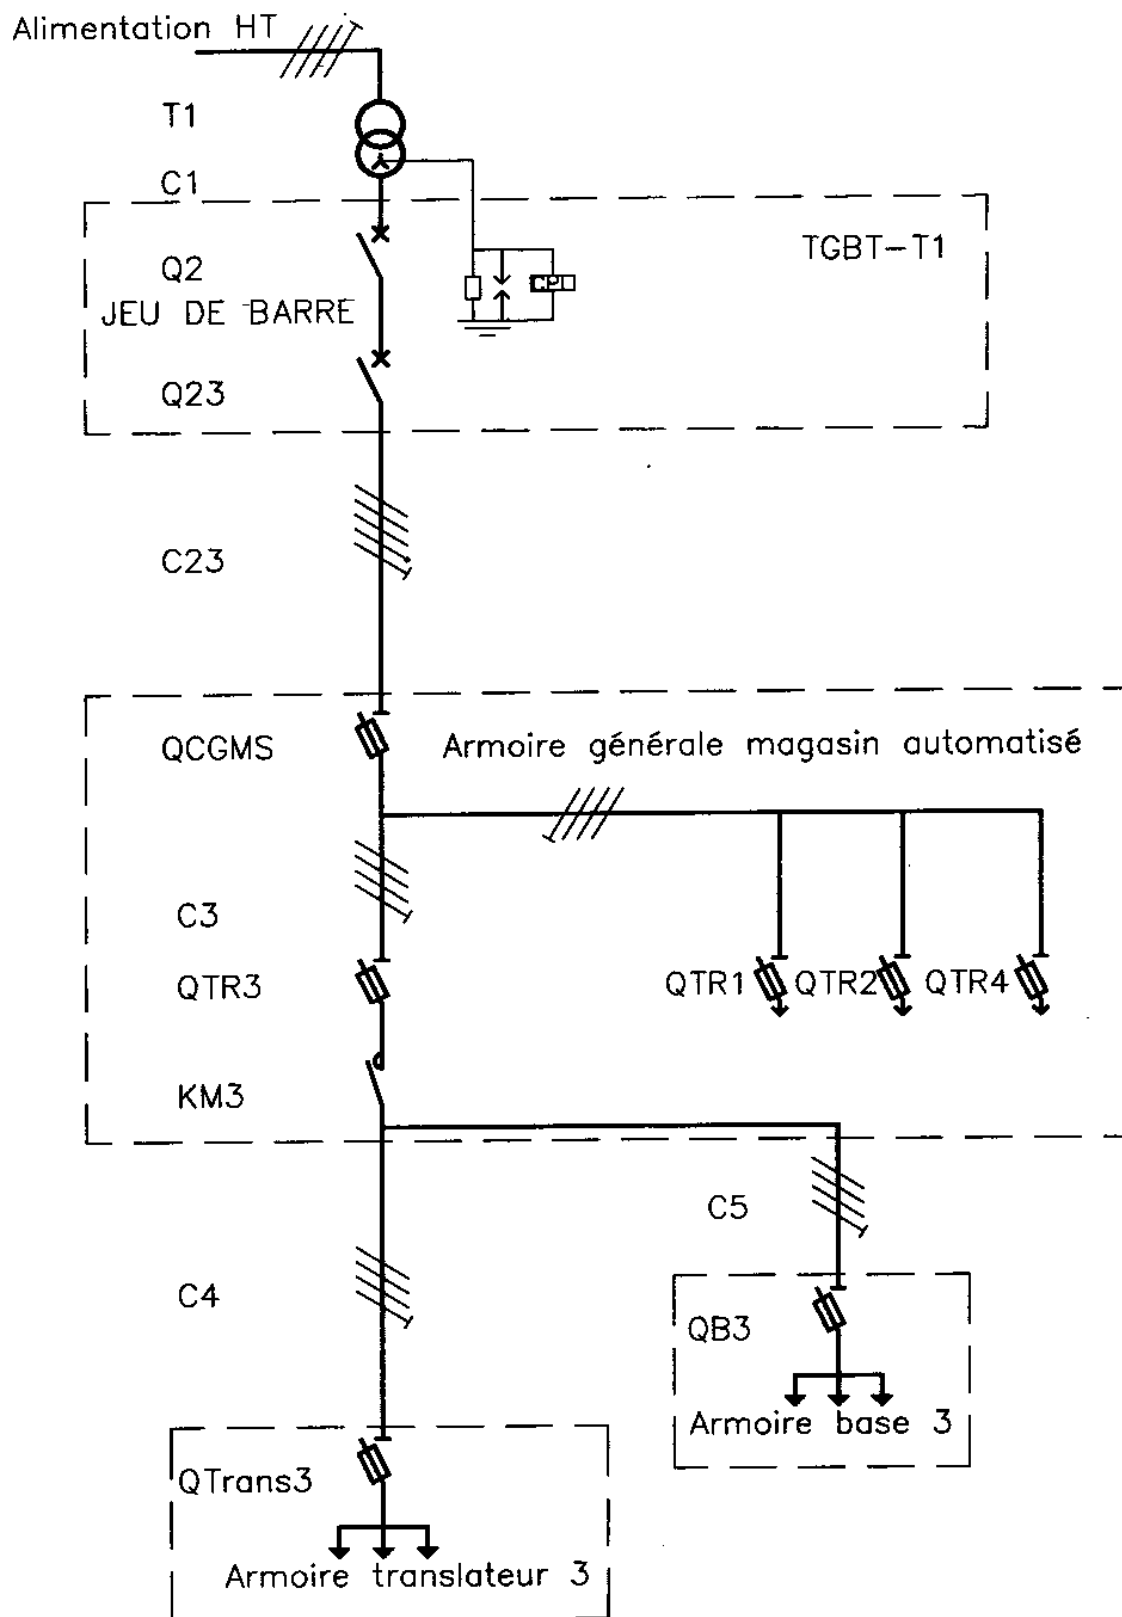 Alimentation HT
T1
C1
TGBT-T1
Q2
JEU DE BARRE
Q23
C23
QCGMS
Armoire générale magasin automatisé
C3
QTR3
QTR1
QTR2
QTR4
KM3
C5
C4
QB3
Armoire base 3
QTrans3
Armoire translateur 3